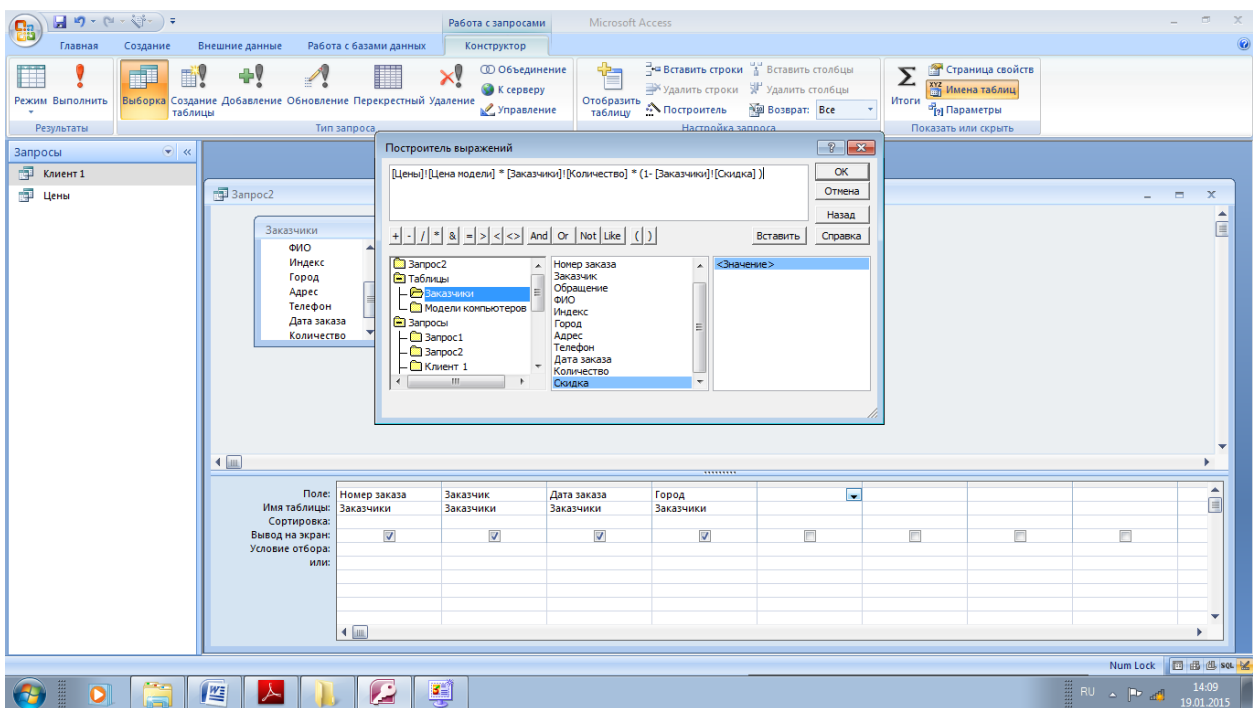 Работа с запросами
Microsoft Access
Главная Создание Внешние данные Работа с базами данных Конструктор
Режим Выполнить Выборка Создание таблицы Добавление Обновление Перекрестный Удаление
Объединение
К серверу
Управление
Отобразить таблицу
Вставить строки
Удалить строки
Построитель
Вставить столбцы
Удалить столбцы
Возврат: Все
Итоги
Страница свойств
Имена таблиц
Параметры
Результаты Тип запроса Настройка запроса Показать или скрыть
Запросы
Клиент 1
Цены
Запрос2
Заказчики
ФИО
Индекс
Город
Адрес
Телефон
Дата заказа
Количество
Построитель выражений
[Цены]![Цена модели] * [Заказчики]![Количество] * (1- [Заказчики]![Скидка] )
OK
Отмена
Назад
+ - / * & = > < <> And Or Not Like ( ) Вставить Справка
Запрос2
Таблицы
Заказчики
Модели компьютеров
Запросы
Запрос1
Запрос2
Клиент 1
Номер заказа
Заказчик
Обращение
ФИО
Индекс
Город
Адрес
Телефон
Дата заказа
Количество
Скидка
<Значение>
Поле: Номер заказа Заказчик Дата заказа Город
Имя таблицы: Заказчики Заказчики Заказчики Заказчики
Сортировка:
Вывод на экран:
Условие отбора:
или:
Num Lock SQL
RU 14:09
19.01.2015